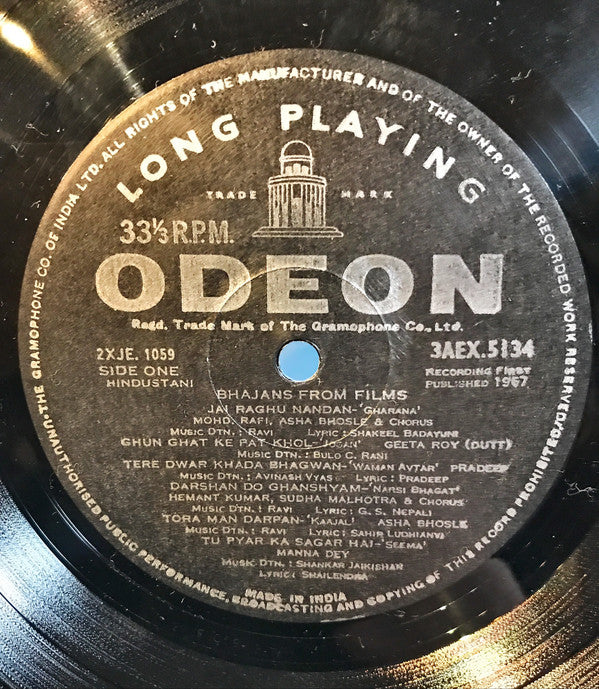 • THE GRAMOPHONE CO. OF INDIA LTD. ALL RIGHTS OF THE MANUFACTURER AND OF THE OWNER OF THE RECORDED WORK RESERVED
UNAUTHORISED PUBLIC PERFORMANCE, BROADCASTING AND COPYING OF THIS RECORD PROHIBITED
LONG PLAYING
TRADE MARK
33⅓ R.P.M.
ODEON
Regd. Trade Mark of The Gramophone Co., Ltd.
2XJE. 1059 3AEX.5134
SIDE ONE RECORDING FIRST
HINDUSTANI PUBLISHED 1967
BHAJANS FROM FILMS
JAI RAGHU NANDAN-'GHARANA'
MOHD. RAFI, ASHA BHOSLE & CHORUS
MUSIC DTN. : RAVI LYRIC : SHAKEEL BADAYUNI
GHUN GHAT KE PAT KHOL-'JOGAN' GEETA ROY (DUTT)
MUSIC DTN. : BULO C. RANI
TERE DWAR KHADA BHAGWAN-'WAMAN AVTAR' PRADEEP
MUSIC DTN. : AVINASH VYAS LYRIC : PRADEEP
DARSHAN DO GHANSHYAM-'NARSI BHAGAT'
HEMANT KUMAR, SUDHA MALHOTRA & CHORUS
MUSIC DTN. : RAVI LYRIC : G. S. NEPALI
TORA MAN DARPAN-'KAAJAL' ASHA BHOSLE
MUSIC DTN. : RAVI LYRIC : SAHIR LUDHIANVI
TU PYAR KA SAGAR HAI-'SEEMA'
MANNA DEY
MUSIC DTN. : SHANKAR JAIKISHAN
LYRIC : SHAILENDRA
MADE IN INDIA